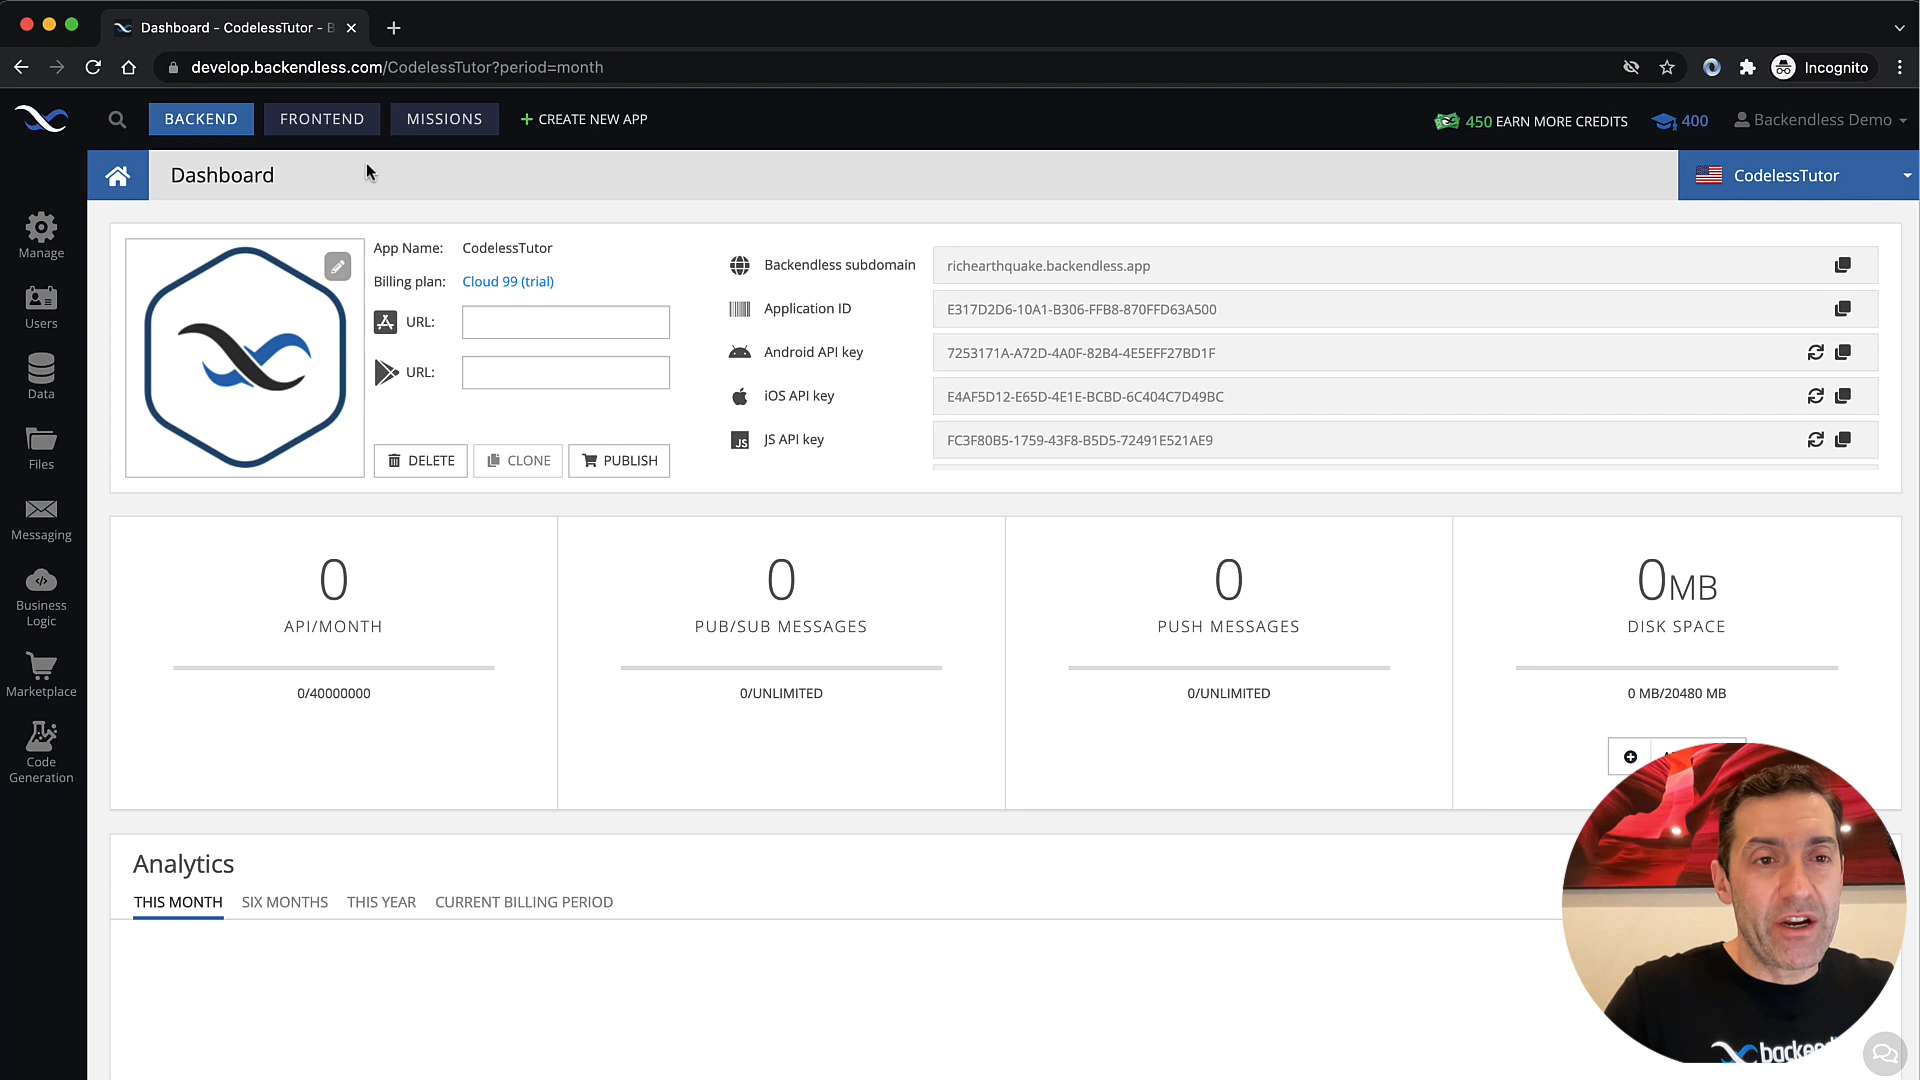 Dashboard – CodelessTutor – B
develop.backendless.com/CodelessTutor?period=month
Incognito
BACKEND
FRONTEND
MISSIONS
+ CREATE NEW APP
450 EARN MORE CREDITS
400
Backendless Demo
Dashboard
CodelessTutor
Manage
Users
Data
Files
Messaging
Business
Logic
Marketplace
Code
Generation
App Name: CodelessTutor
Billing plan: Cloud 99 (trial)
URL:
URL:
DELETE
CLONE
PUBLISH
Backendless subdomain
richearthquake.backendless.app
Application ID
E317D2D6-10A1-B306-FFB8-870FFD63A500
Android API key
7253171A-A72D-4A0F-82B4-4E5EFF27BD1F
iOS API key
E4AF5D12-E65D-4E1E-BCBD-6C404C7D49BC
JS
JS API key
FC3F80B5-1759-43F8-B5D5-72491E521AE9
0
API/MONTH
0/40000000
0
PUB/SUB MESSAGES
0/UNLIMITED
0
PUSH MESSAGES
0/UNLIMITED
0MB
DISK SPACE
0 MB/20480 MB
Analytics
THIS MONTH
SIX MONTHS
THIS YEAR
CURRENT BILLING PERIOD